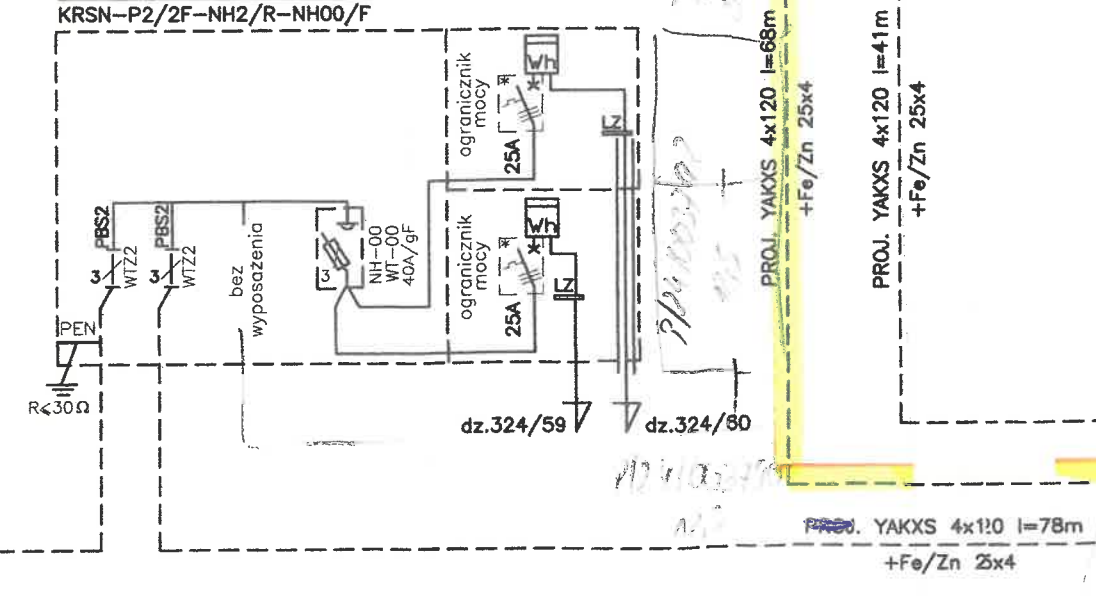 KRSN-P2/2F-NH2/R-NH00/F
ogranicznik
mocy
Wh
*
*
25A
LZ
PBS2
PBS2
3
WTZ2
3
WTZ2
bez
wyposażenia
3
NH-00
WT-00
40A/gF
ogranicznik
mocy
Wh
*
*
25A
LZ
PEN
R⩽30Ω
dz.324/59
dz.324/80
PROJ. YAKXS 4x120 l=68m
+Fe/Zn 25x4
PROJ. YAKXS 4x120 l=41m
+Fe/Zn 25x4
YAKXS 4x120 l=78m
+Fe/Zn 25x4